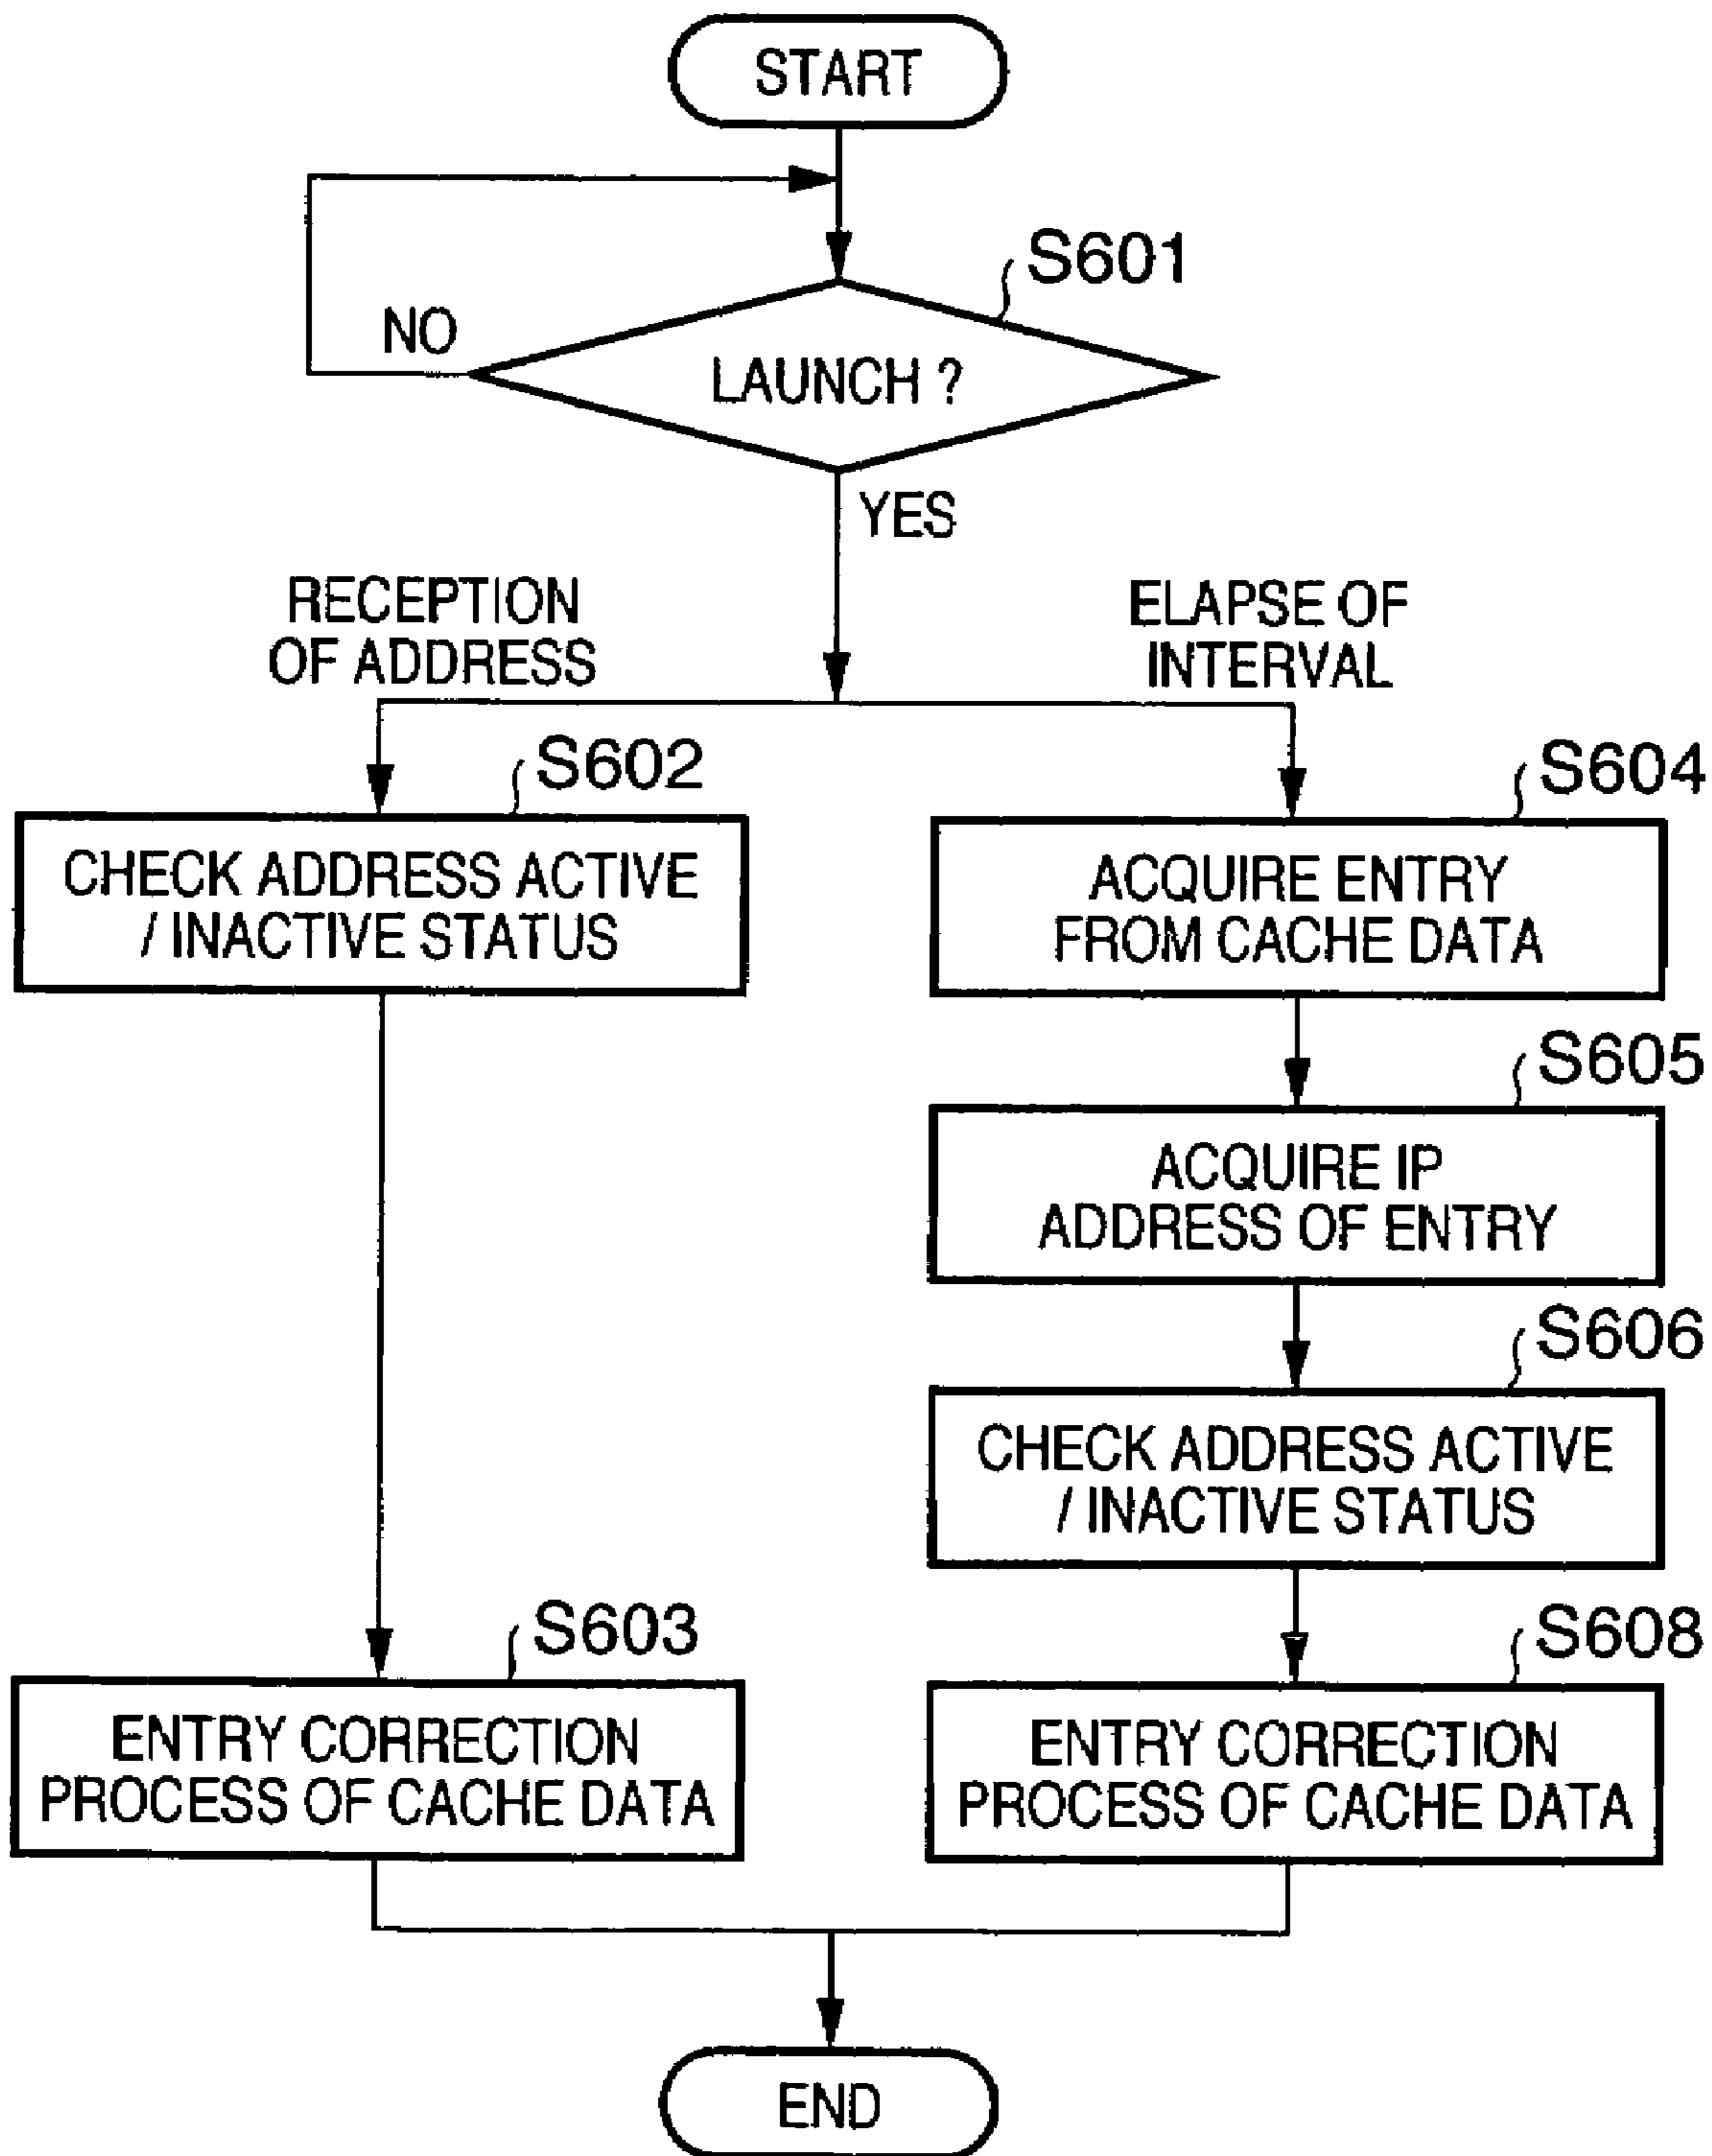 START
S601
NO
LAUNCH ?
YES
RECEPTION
OF ADDRESS
ELAPSE OF
INTERVAL
S602
CHECK ADDRESS ACTIVE
/ INACTIVE STATUS
S604
ACQUIRE ENTRY
FROM CACHE DATA
S605
ACQUIRE IP
ADDRESS OF ENTRY
S606
CHECK ADDRESS ACTIVE
/ INACTIVE STATUS
S603
ENTRY CORRECTION
PROCESS OF CACHE DATA
S608
ENTRY CORRECTION
PROCESS OF CACHE DATA
END